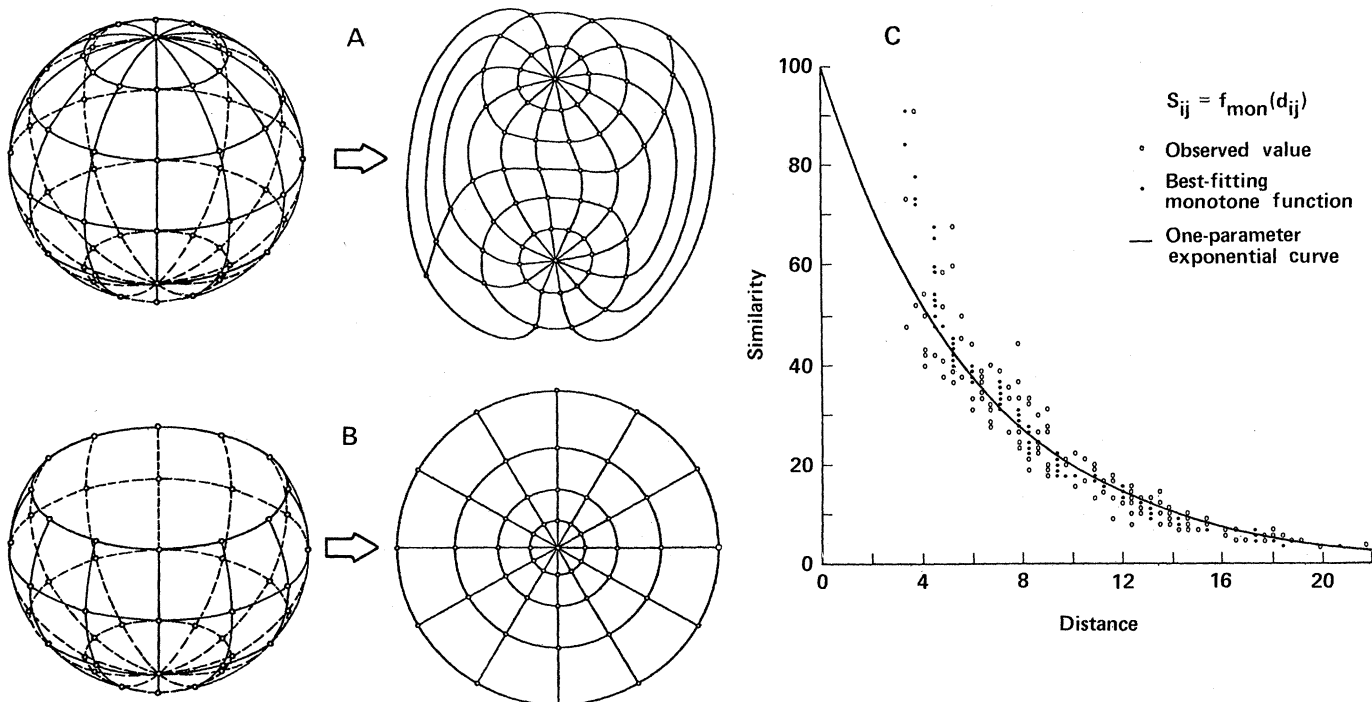 A
B
C
S_ij = f_mon(d_ij)
Observed value
Best-fitting
monotone function
One-parameter
exponential curve
Similarity
100
80
60
40
20
0
0 4 8 12 16 20
Distance